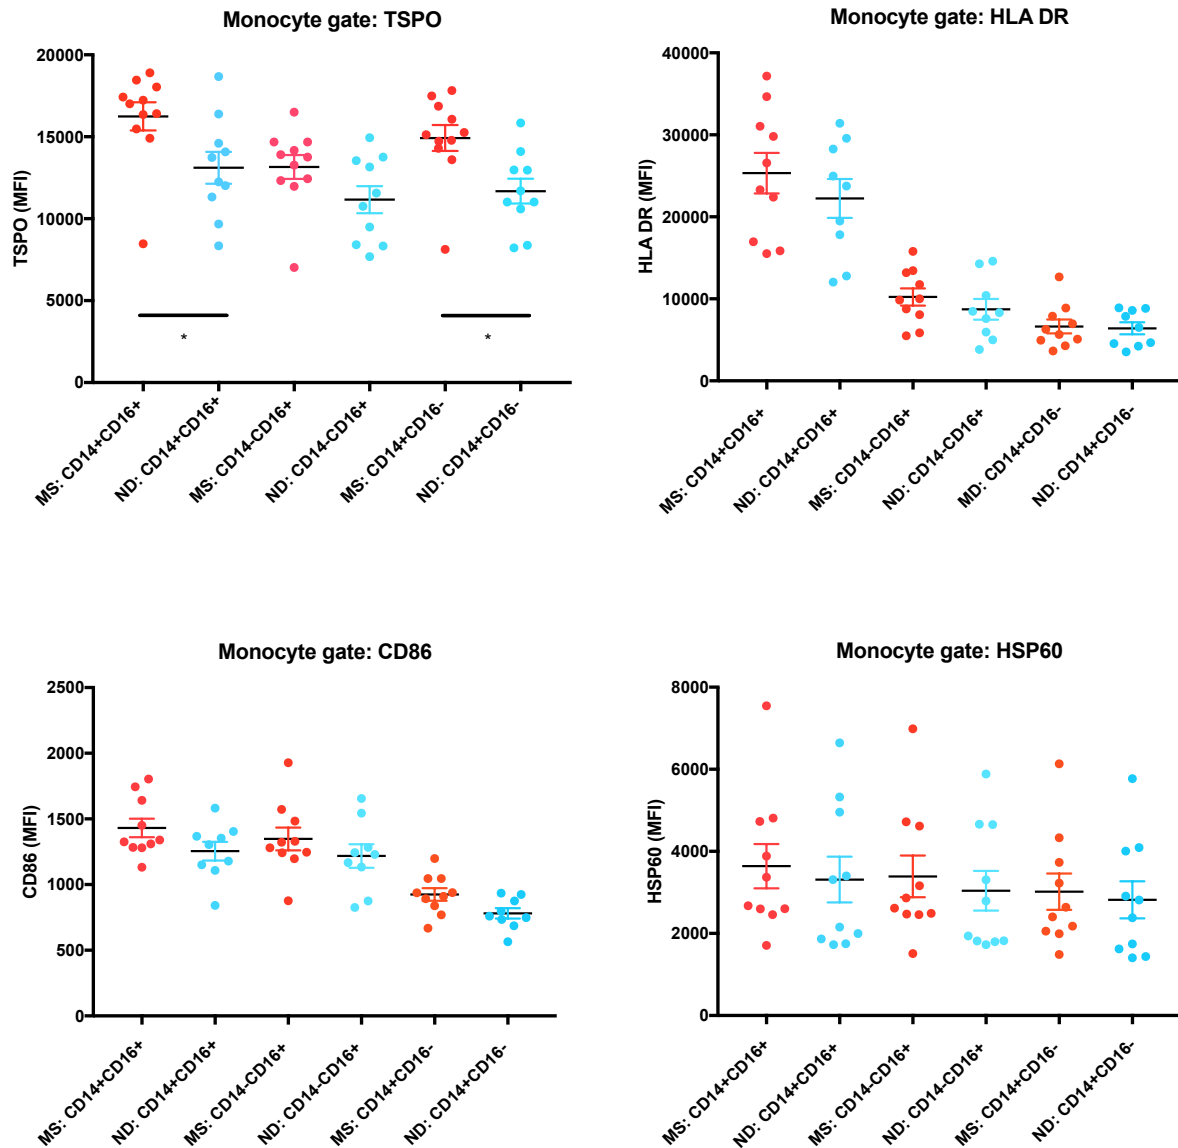 Monocyte gate: TSPO
TSPO (MFI)
20000
15000
10000
5000
0
*
*
MS: CD14+CD16+
ND: CD14+CD16+
MS: CD14-CD16+
ND: CD14-CD16+
MS: CD14+CD16-
ND: CD14+CD16-
Monocyte gate: HLA DR
HLA DR (MFI)
40000
30000
20000
10000
0
MS: CD14+CD16+
ND: CD14+CD16+
MS: CD14-CD16+
ND: CD14-CD16+
MD: CD14+CD16-
ND: CD14+CD16-
Monocyte gate: CD86
CD86 (MFI)
2500
2000
1500
1000
500
0
MS: CD14+CD16+
ND: CD14+CD16+
MS: CD14-CD16+
ND: CD14-CD16+
MS: CD14+CD16-
ND: CD14+CD16-
Monocyte gate: HSP60
HSP60 (MFI)
8000
6000
4000
2000
0
MS: CD14+CD16+
ND: CD14+CD16+
MS: CD14-CD16+
ND: CD14-CD16+
MS: CD14+CD16-
ND: CD14+CD16-